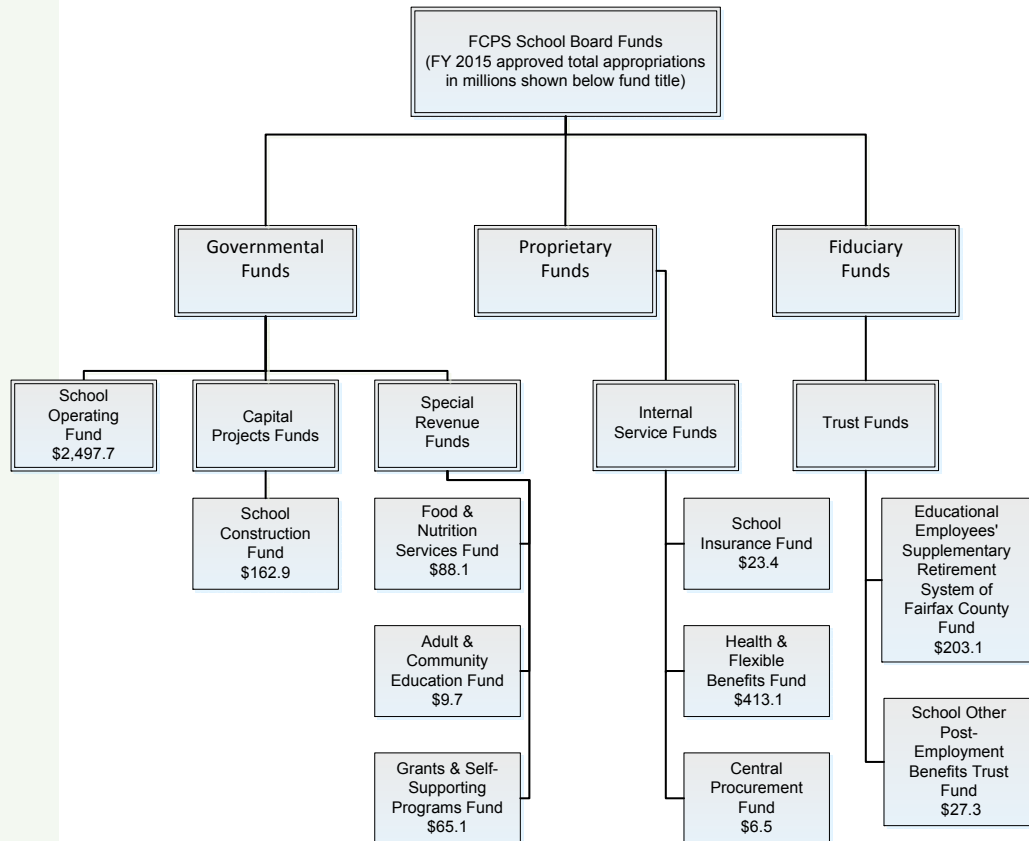 FCPS School Board Funds
(FY 2015 approved total appropriations
in millions shown below fund title)
Governmental
Funds
Proprietary
Funds
Fiduciary
Funds
School
Operating
Fund
$2,497.7
Capital
Projects Funds
Special
Revenue
Funds
Internal
Service Funds
Trust Funds
School
Construction
Fund
$162.9
Food &
Nutrition
Services Fund
$88.1
School
Insurance Fund
$23.4
Educational
Employees'
Supplementary
Retirement
System of
Fairfax County
Fund
$203.1
Adult &
Community
Education Fund
$9.7
Health &
Flexible
Benefits Fund
$413.1
School Other
Post-
Employment
Benefits Trust
Fund
$27.3
Grants & Self-
Supporting
Programs Fund
$65.1
Central
Procurement
Fund
$6.5